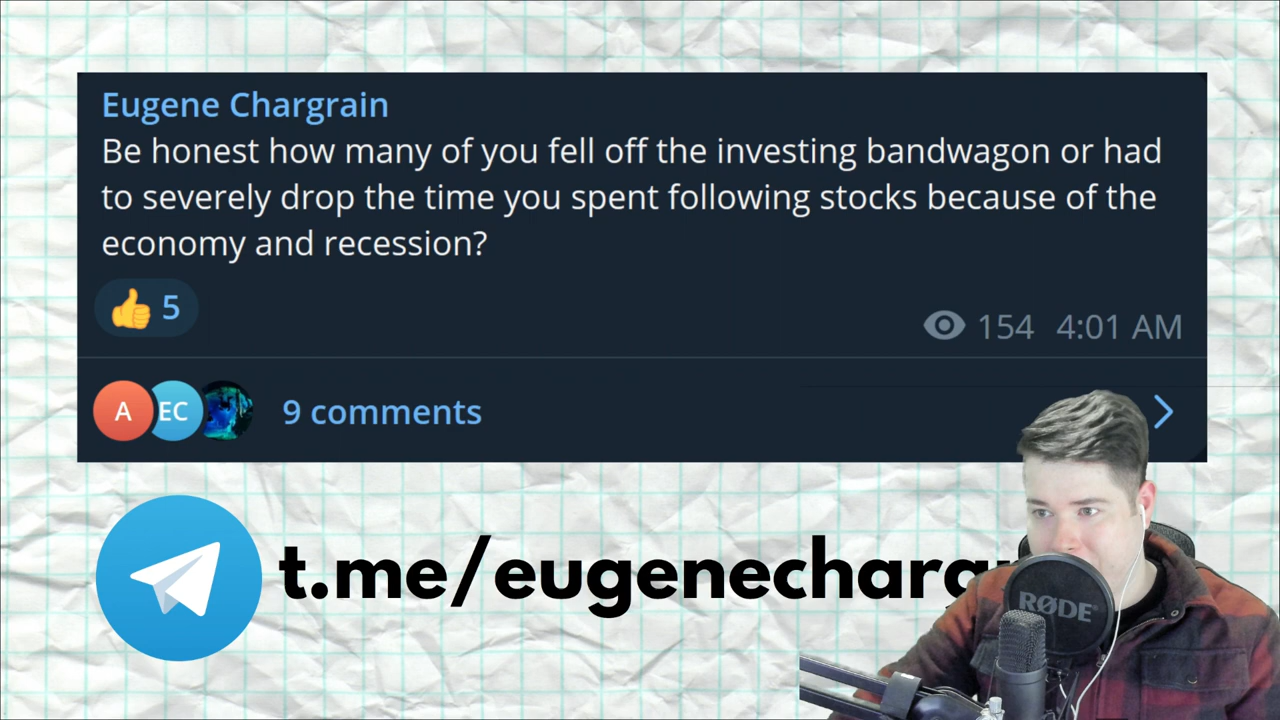 Eugene Chargrain
Be honest how many of you fell off the investing bandwagon or had
to severely drop the time you spent following stocks because of the
economy and recession?
👍 5
154 4:01 AM
A EC 9 comments
RØDE